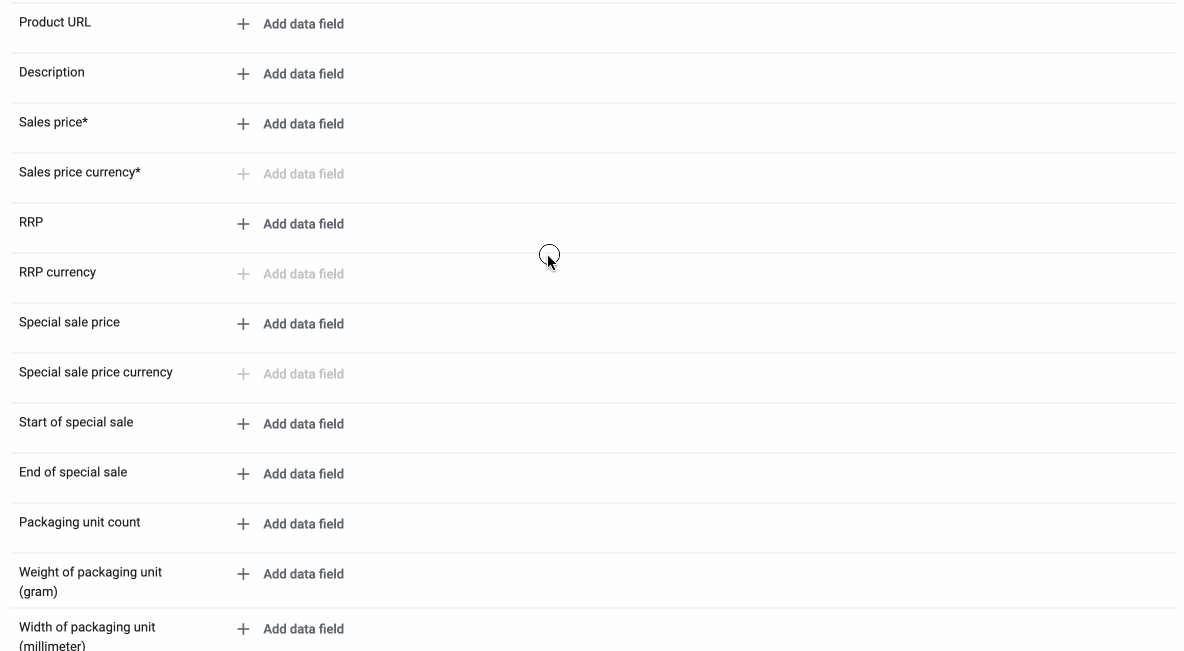 Product URL + Add data field
Description + Add data field
Sales price* + Add data field
Sales price currency* + Add data field
RRP + Add data field
RRP currency + Add data field
Special sale price + Add data field
Special sale price currency + Add data field
Start of special sale + Add data field
End of special sale + Add data field
Packaging unit count + Add data field
Weight of packaging unit + Add data field
(gram)
Width of packaging unit + Add data field
(millimeter)